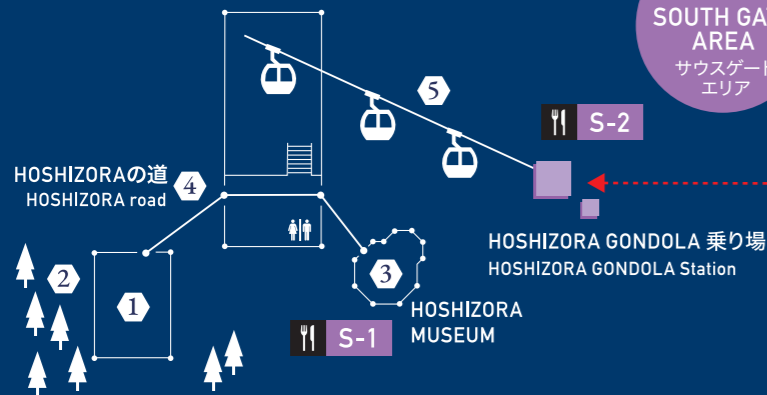 SOUTH
AREA
サウスゲート
エリア
5
S-2
HOSHIZORAの道
HOSHIZORA road
4
HOSHIZORA GONDOLA 乗り場
HOSHIZORA GONDOLA Station
2
1
3
HOSHIZORA
MUSEUM
S-1